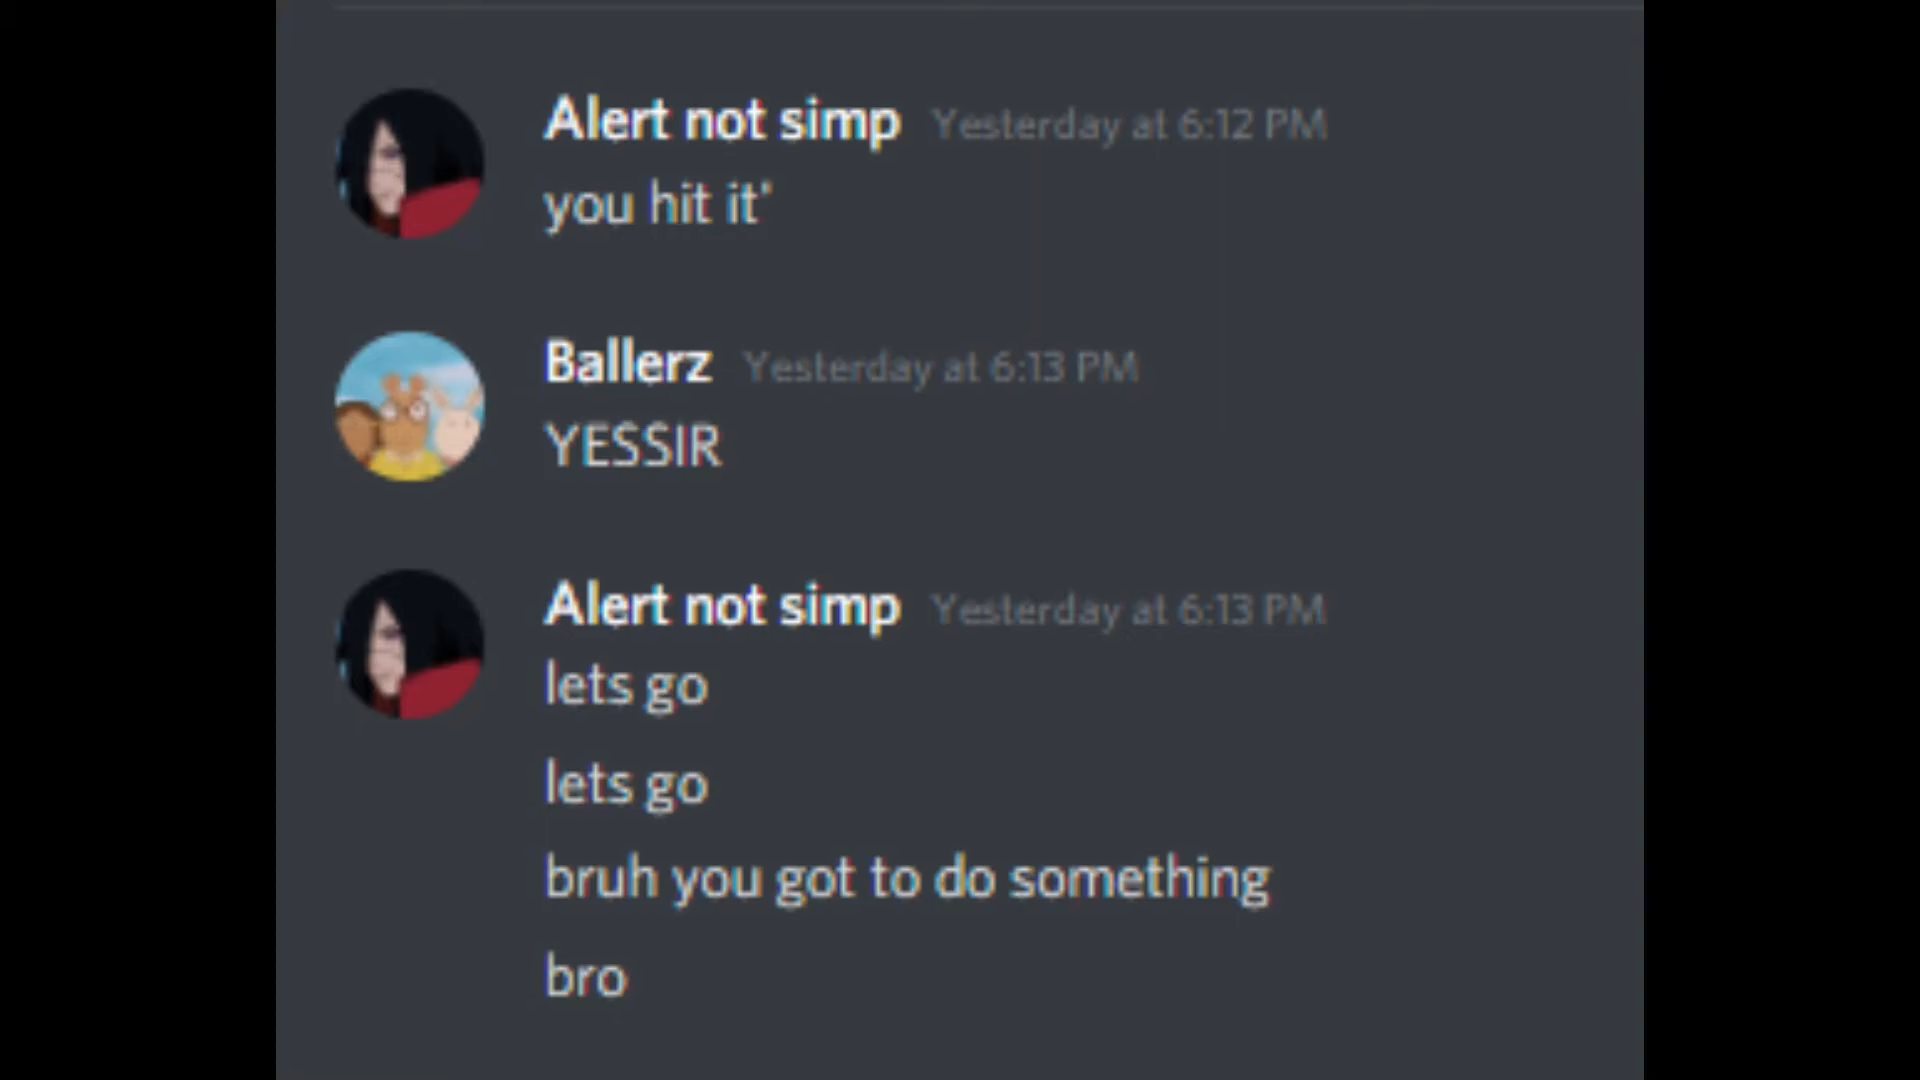 Alert not simp Yesterday at 6:12 PM
you hit it'
Ballerz Yesterday at 6:13 PM
YESSIR
Alert not simp Yesterday at 6:13 PM
lets go
lets go
bruh you got to do something
bro